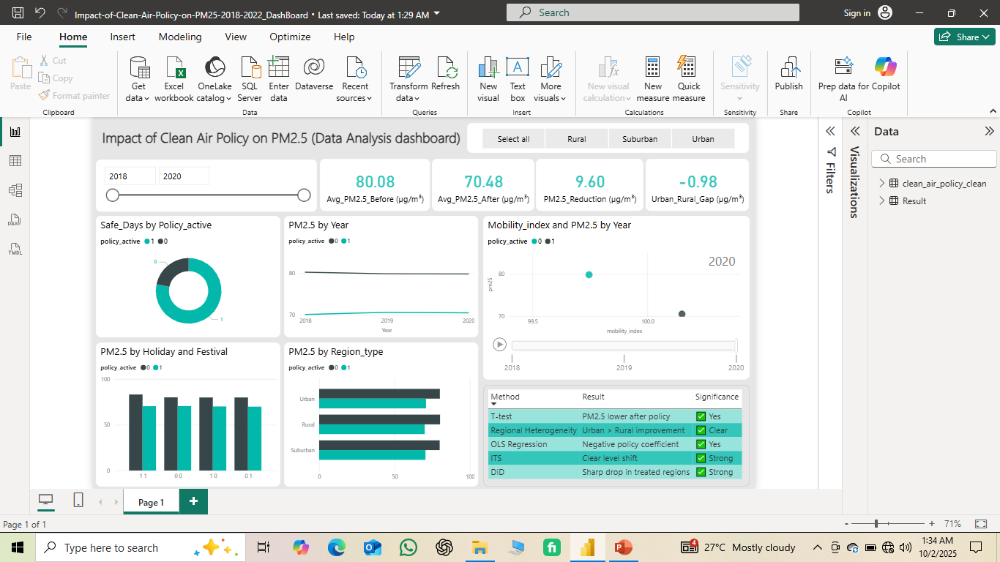 Impact-of-Clean-Air-Policy-on-PM25-2018-2022_DashBoard • Last saved: Today at 1:29 AM
Search
Sign in
File Home Insert Modeling View Optimize Help
Share
Paste
Cut
Copy
Format painter
Clipboard
Get data
Excel workbook
OneLake catalog
SQL Server
Enter data
Dataverse
Recent sources
Data
Transform data
Refresh
Queries
New visual
Text box
More visuals
Insert
New visual calculation
New measure
Quick measure
Calculations
Sensitivity
Sensitivity
Publish
Share
Prep data for AI
Copilot
Copilot
DAX
TMDL
Impact of Clean Air Policy on PM2.5 (Data Analysis dashboard)
Select all Rural Suburban Urban
2018 2020
80.08
Avg_PM2.5_Before (µg/m³)
70.48
Avg_PM2.5_After (µg/m³)
9.60
PM2.5_Reduction (µg/m³)
-0.98
Urban_Rural_Gap (µg/m³)
Safe_Days by Policy_active
policy_active 1 0
0
1
PM2.5 by Year
policy_active 0 1
80
70
2018 2019 2020
Year
Mobility_index and PM2.5 by Year
policy_active 0 1
2020
80
pm25
70
99.5 100.0
mobility_index
2018 2019 2020
PM2.5 by Holiday and Festival
policy_active 0 1
100
50
0
1 1 0 0 1 0 0 1
PM2.5 by Region_type
policy_active 0 1
Urban
Rural
Suburban
0 50 100
Method Result Significance
T-test PM2.5 lower after policy ✅ Yes
Regional Heterogeneity Urban > Rural improvement ✅ Clear
OLS Regression Negative policy coefficient ✅ Yes
ITS Clear level shift ✅ Strong
DiD Sharp drop in treated regions ✅ Strong
Filters
Visualizations
Data
Search
clean_air_policy_clean
Result
Page 1
+
Page 1 of 1
- + 71%
Type here to search
fi
4
27°C Mostly cloudy
1:34 AM
10/2/2025